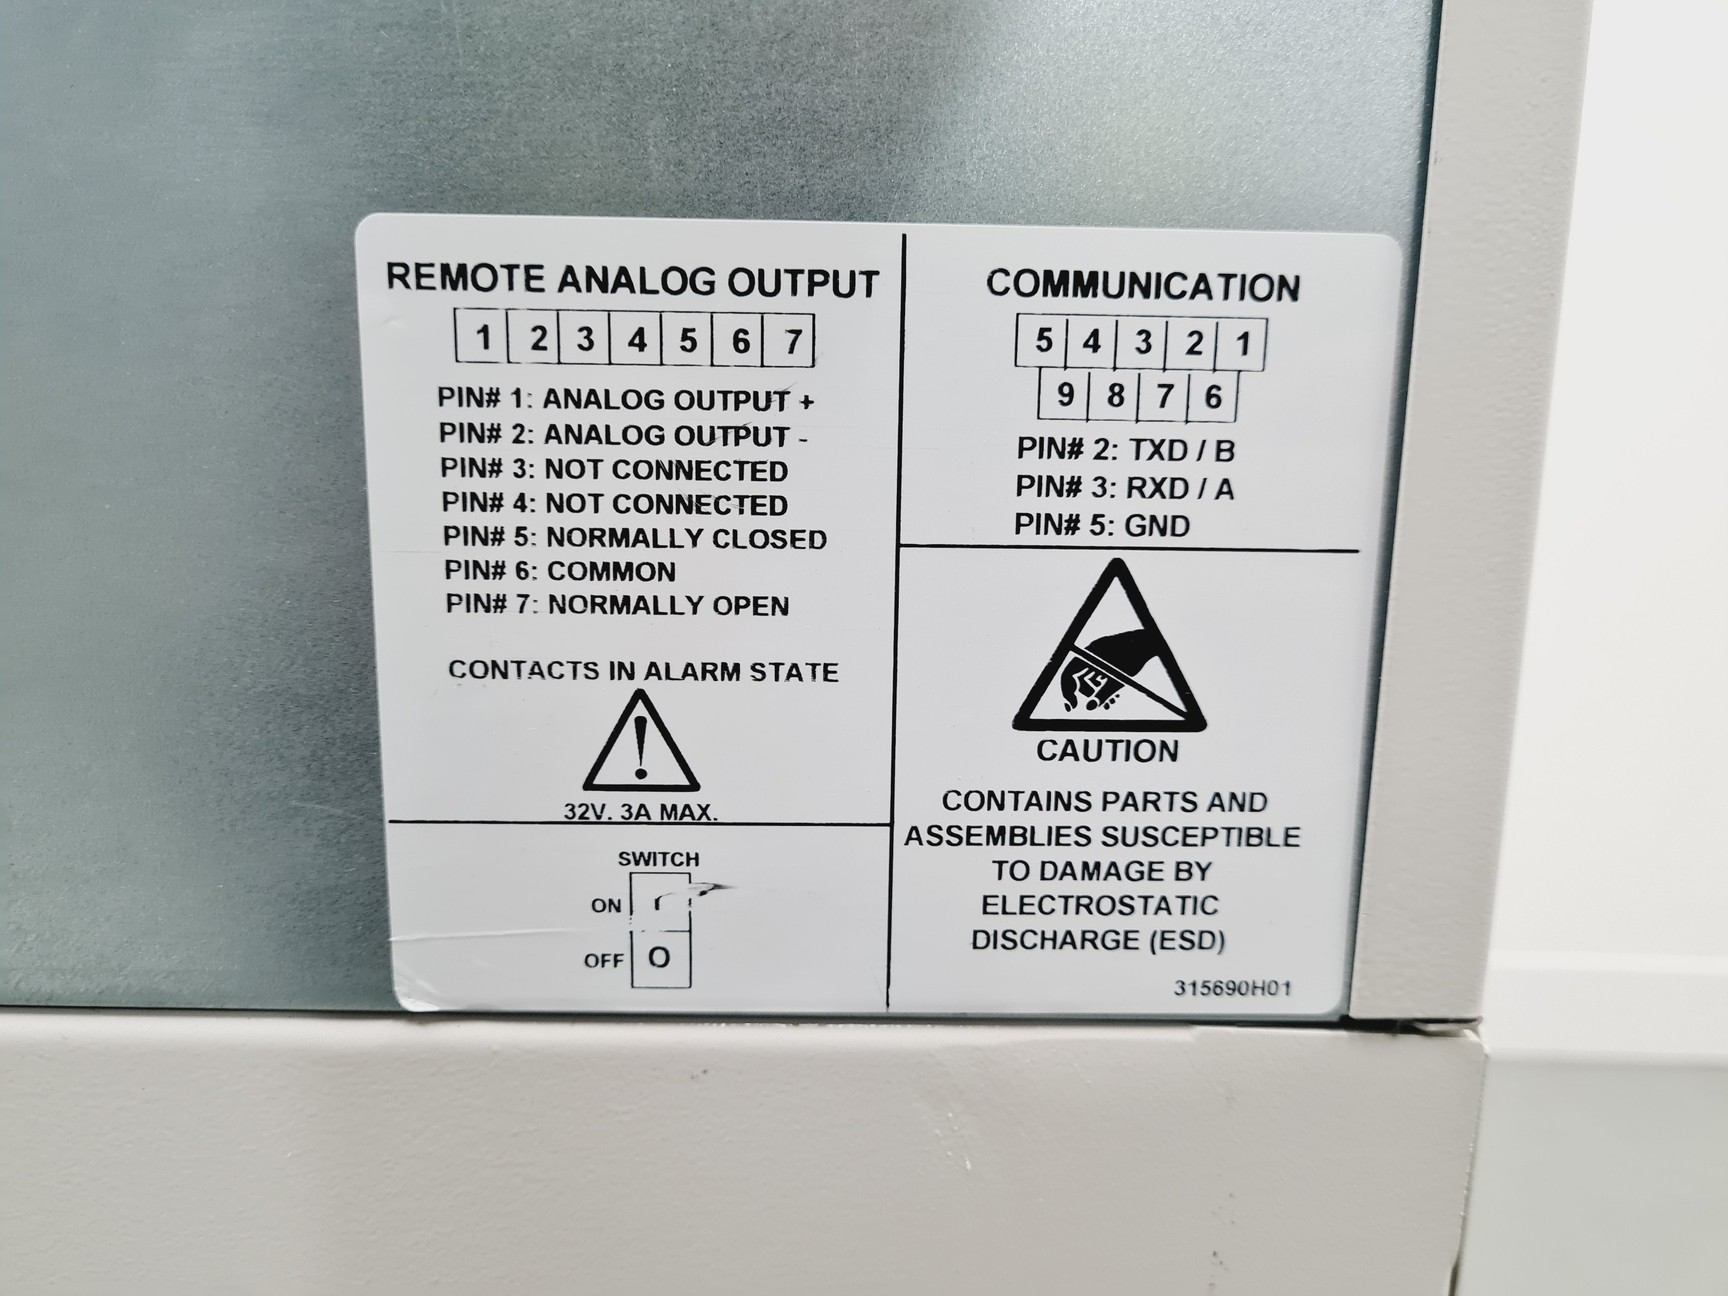 REMOTE ANALOG OUTPUT
1 2 3 4 5 6 7
PIN# 1: ANALOG OUTPUT +
PIN# 2: ANALOG OUTPUT -
PIN# 3: NOT CONNECTED
PIN# 4: NOT CONNECTED
PIN# 5: NORMALLY CLOSED
PIN# 6: COMMON
PIN# 7: NORMALLY OPEN
CONTACTS IN ALARM STATE
32V. 3A MAX.
SWITCH
ON
OFF O
COMMUNICATION
5 4 3 2 1
9 8 7 6
PIN# 2: TXD / B
PIN# 3: RXD / A
PIN# 5: GND
CAUTION
CONTAINS PARTS AND
ASSEMBLIES SUSCEPTIBLE
TO DAMAGE BY
ELECTROSTATIC
DISCHARGE (ESD)
315690H01